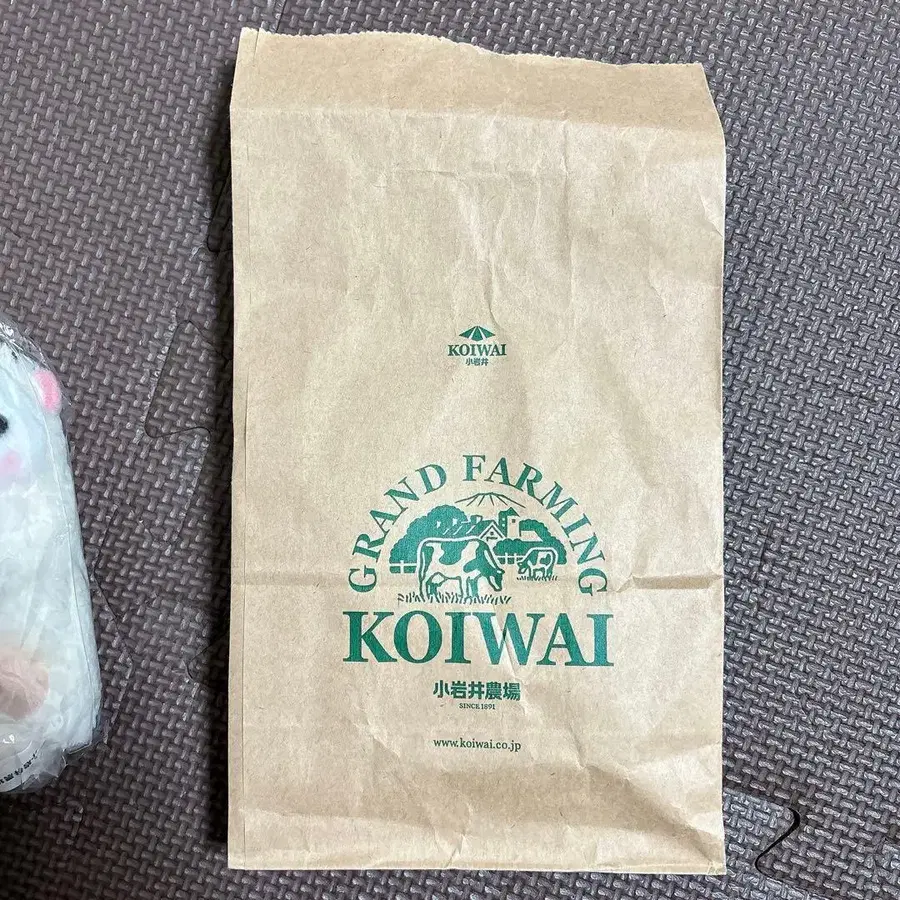 KOIWAI
小岩井
GRAND FARMING
KOIWAI
小岩井農場
SINCE 1891
www.koiwai.co.jp